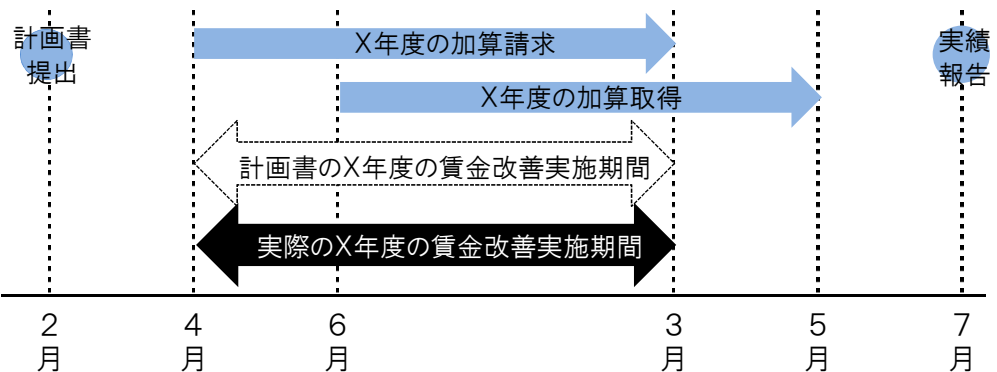 計画書
提出
X年度の加算請求
実績
報告
X年度の加算取得
計画書のX年度の賃金改善実施期間
実際のX年度の賃金改善実施期間
2
月
4
月
6
月
3
月
5
月
7
月